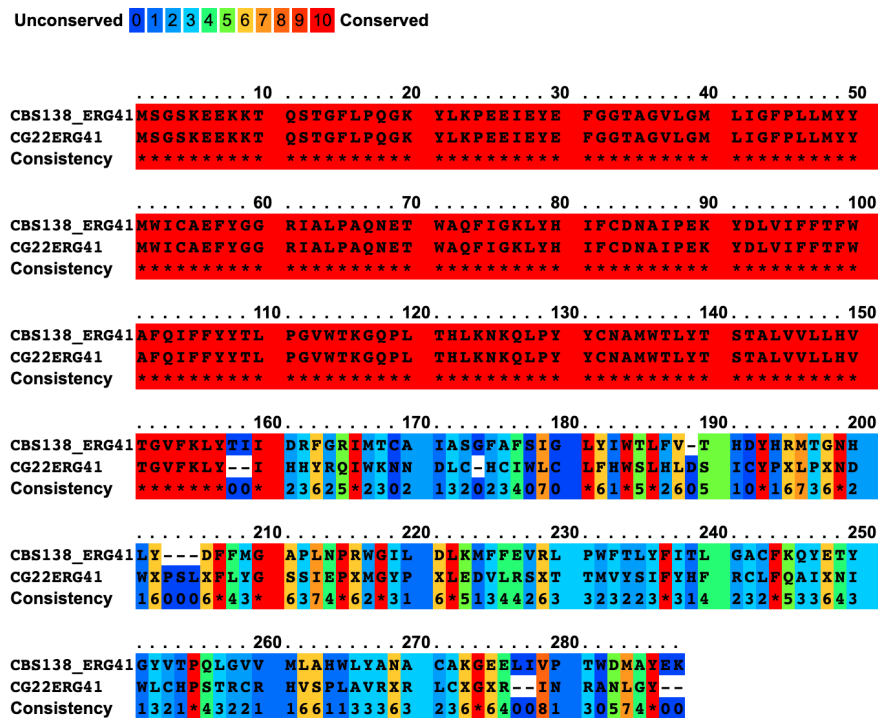 Unconserved 0 1 2 3 4 5 6 7 8 9 10 Conserved
. . . . . . . . . 10 . . . . . . . . . 20 . . . . . . . . . 30 . . . . . . . . . 40 . . . . . . . . . 50
CBS138_ERG41 MSGSKEEKKT QSTGFLPQGK YLKPEEIEYE FGGTAGVLGM LIGFPLLMYY
CG22ERG41 MSGSKEEKKT QSTGFLPQGK YLKPEEIEYE FGGTAGVLGM LIGFPLLMYY
Consistency ********** ********** ********** ********** **********
. . . . . . . . . 60 . . . . . . . . . 70 . . . . . . . . . 80 . . . . . . . . . 90 . . . . . . . . . 100
CBS138_ERG41 MWICAEFYGG RIALPAQNET WAQFIGKLYH IFCDNAIPEK YDLVIFFTFW
CG22ERG41 MWICAEFYGG RIALPAQNET WAQFIGKLYH IFCDNAIPEK YDLVIFFTFW
Consistency ********** ********** ********** ********** **********
. . . . . . . . . 110 . . . . . . . . . 120 . . . . . . . . . 130 . . . . . . . . . 140 . . . . . . . . . 150
CBS138_ERG41 AFQIFFYYTL PGVWTKGQPL THLKNKQLPY YCNAMWTLYT STALVVLLHV
CG22ERG41 AFQIFFYYTL PGVWTKGQPL THLKNKQLPY YCNAMWTLYT STALVVLLHV
Consistency ********** ********** ********** ********** **********
. . . . . . . . . 160 . . . . . . . . . 170 . . . . . . . . . 180 . . . . . . . . . 190 . . . . . . . . . 200
CBS138_ERG41 TGVFKLYTII DRFGRIMTCA IASGFAFSIG LYIWTLFV-T HDYHRMTGNH
CG22ERG41 TGVFKLY--I HHYRQIWKNN DLC-HCIWLC LFHWSLHLDS ICYPXLPXND
Consistency *******00* 23625*2302 1320234070 *61*5*2605 10*16736*2
. . . . . . . . . 210 . . . . . . . . . 220 . . . . . . . . . 230 . . . . . . . . . 240 . . . . . . . . . 250
CBS138_ERG41 LY---DFFMG APLNPRWGIL DLKMFFEVRL PWFTLYFITL GACFKQYETY
CG22ERG41 WXPSLXFLYG SSIEPXMGYP XLEDVLRSXT TMVYSIFYHF RCLFQAIXNI
Consistency 160006*43* 6374*62*31 6*51344263 323223*314 232*533643
. . . . . . . . . 260 . . . . . . . . . 270 . . . . . . . . . 280 . . . . . . .
CBS138_ERG41 GYVTPQLGVV MLAHWLYANA CAKGEELIVP TWDMAYEK
CG22ERG41 WLCHPSTRCR HVSPLAVRXR LCXGXR--IN RANLGY--
Consistency 1321*43221 1661133363 236*640081 30574*00